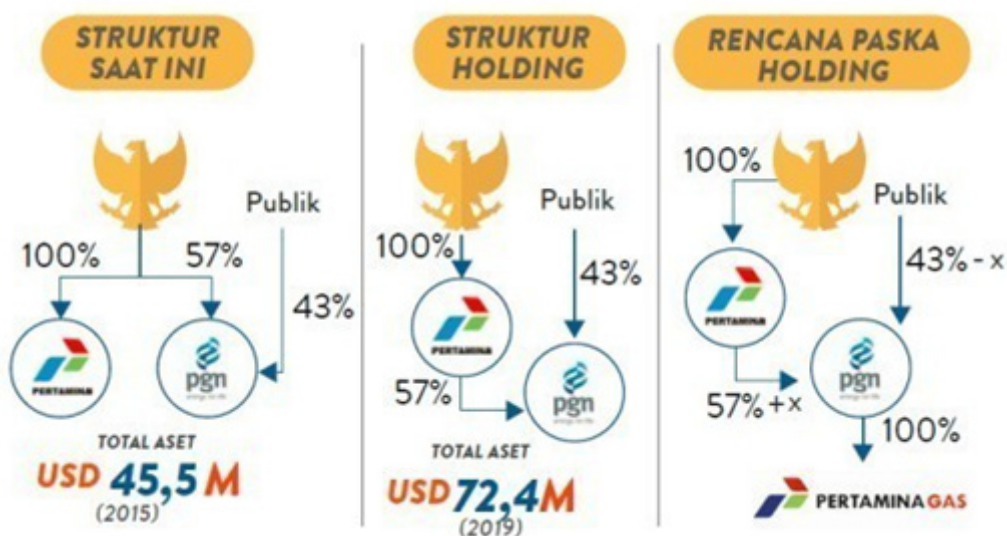 STRUKTUR
SAAT INI
Publik
100%
57%
43%
PERTAMINA
pgn
TOTAL ASET
USD 45,5 M
(2015)
STRUKTUR
HOLDING
Publik
100%
43%
PERTAMINA
57%
pgn
TOTAL ASET
USD 72,4 M
(2019)
RENCANA PASKA
HOLDING
100%
Publik
43% - x
PERTAMINA
pgn
57% +x
100%
PERTAMINA GAS